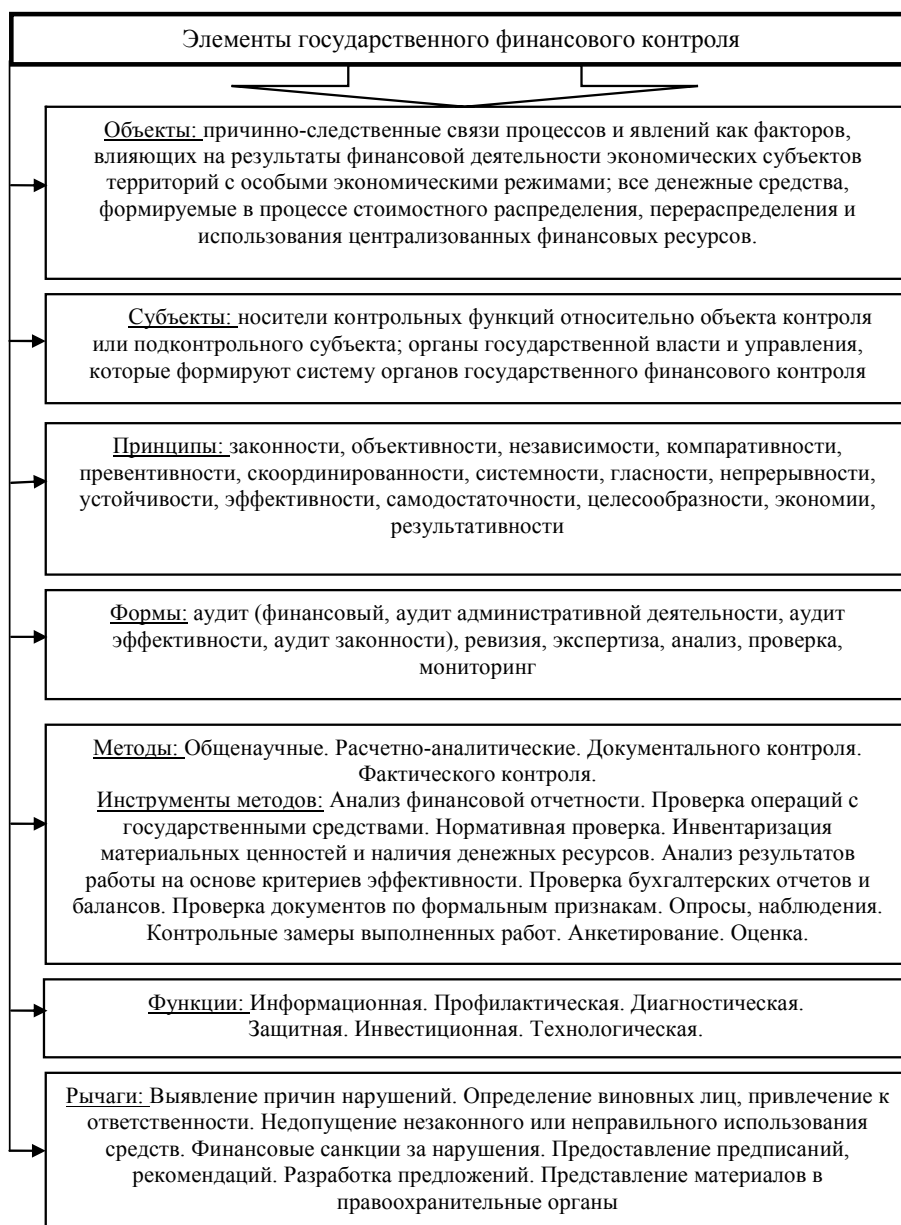 Элементы государственного финансового контроля
Объекты: причинно-следственные связи процессов и явлений как факторов,
влияющих на результаты финансовой деятельности экономических субъектов
территорий с особыми экономическими режимами; все денежные средства,
формируемые в процессе стоимостного распределения, перераспределения и
использования централизованных финансовых ресурсов.
Субъекты: носители контрольных функций относительно объекта контроля
или подконтрольного субъекта; органы государственной власти и управления,
которые формируют систему органов государственного финансового контроля
Принципы: законности, объективности, независимости, компаративности,
превентивности, скоординированности, системности, гласности, непрерывности,
устойчивости, эффективности, самодостаточности, целесообразности, экономии,
результативности
Формы: аудит (финансовый, аудит административной деятельности, аудит
эффективности, аудит законности), ревизия, экспертиза, анализ, проверка,
мониторинг
Методы: Общенаучные. Расчетно-аналитические. Документального контроля.
Фактического контроля.
Инструменты методов: Анализ финансовой отчетности. Проверка операций с
государственными средствами. Нормативная проверка. Инвентаризация
материальных ценностей и наличия денежных ресурсов. Анализ результатов
работы на основе критериев эффективности. Проверка бухгалтерских отчетов и
балансов. Проверка документов по формальным признакам. Опросы, наблюдения.
Контрольные замеры выполненных работ. Анкетирование. Оценка.
Функции: Информационная. Профилактическая. Диагностическая.
Защитная. Инвестиционная. Технологическая.
Рычаги: Выявление причин нарушений. Определение виновных лиц, привлечение к
ответственности. Недопущение незаконного или неправильного использования
средств. Финансовые санкции за нарушения. Предоставление предписаний,
рекомендаций. Разработка предложений. Представление материалов в
правоохранительные органы